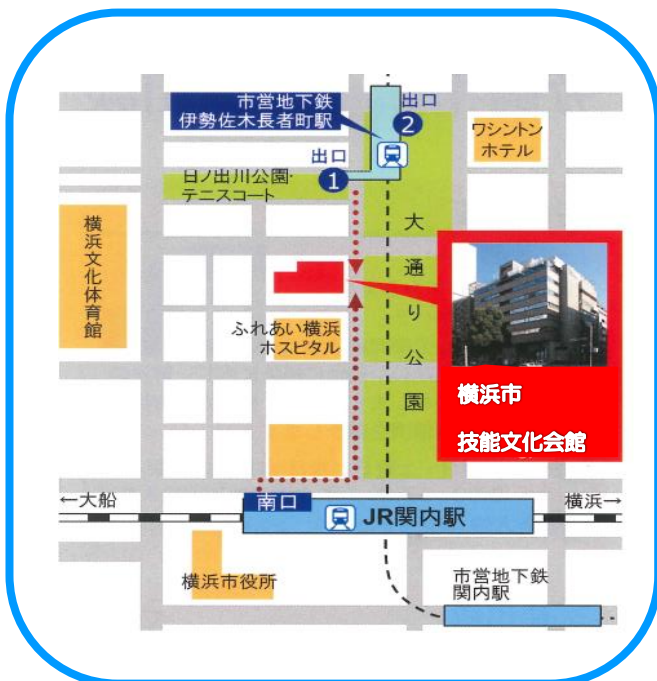 市営地下鉄
伊勢佐木長者町駅
出口
2
ワシントン
ホテル
出口
1
日ノ出川公園・
テニスコート
横浜文化体育館
大通り公園
ふれあい横浜
ホスピタル
横浜市
技能文化会館
←大船
南口
横浜→
JR関内駅
横浜市役所
市営地下鉄
関内駅